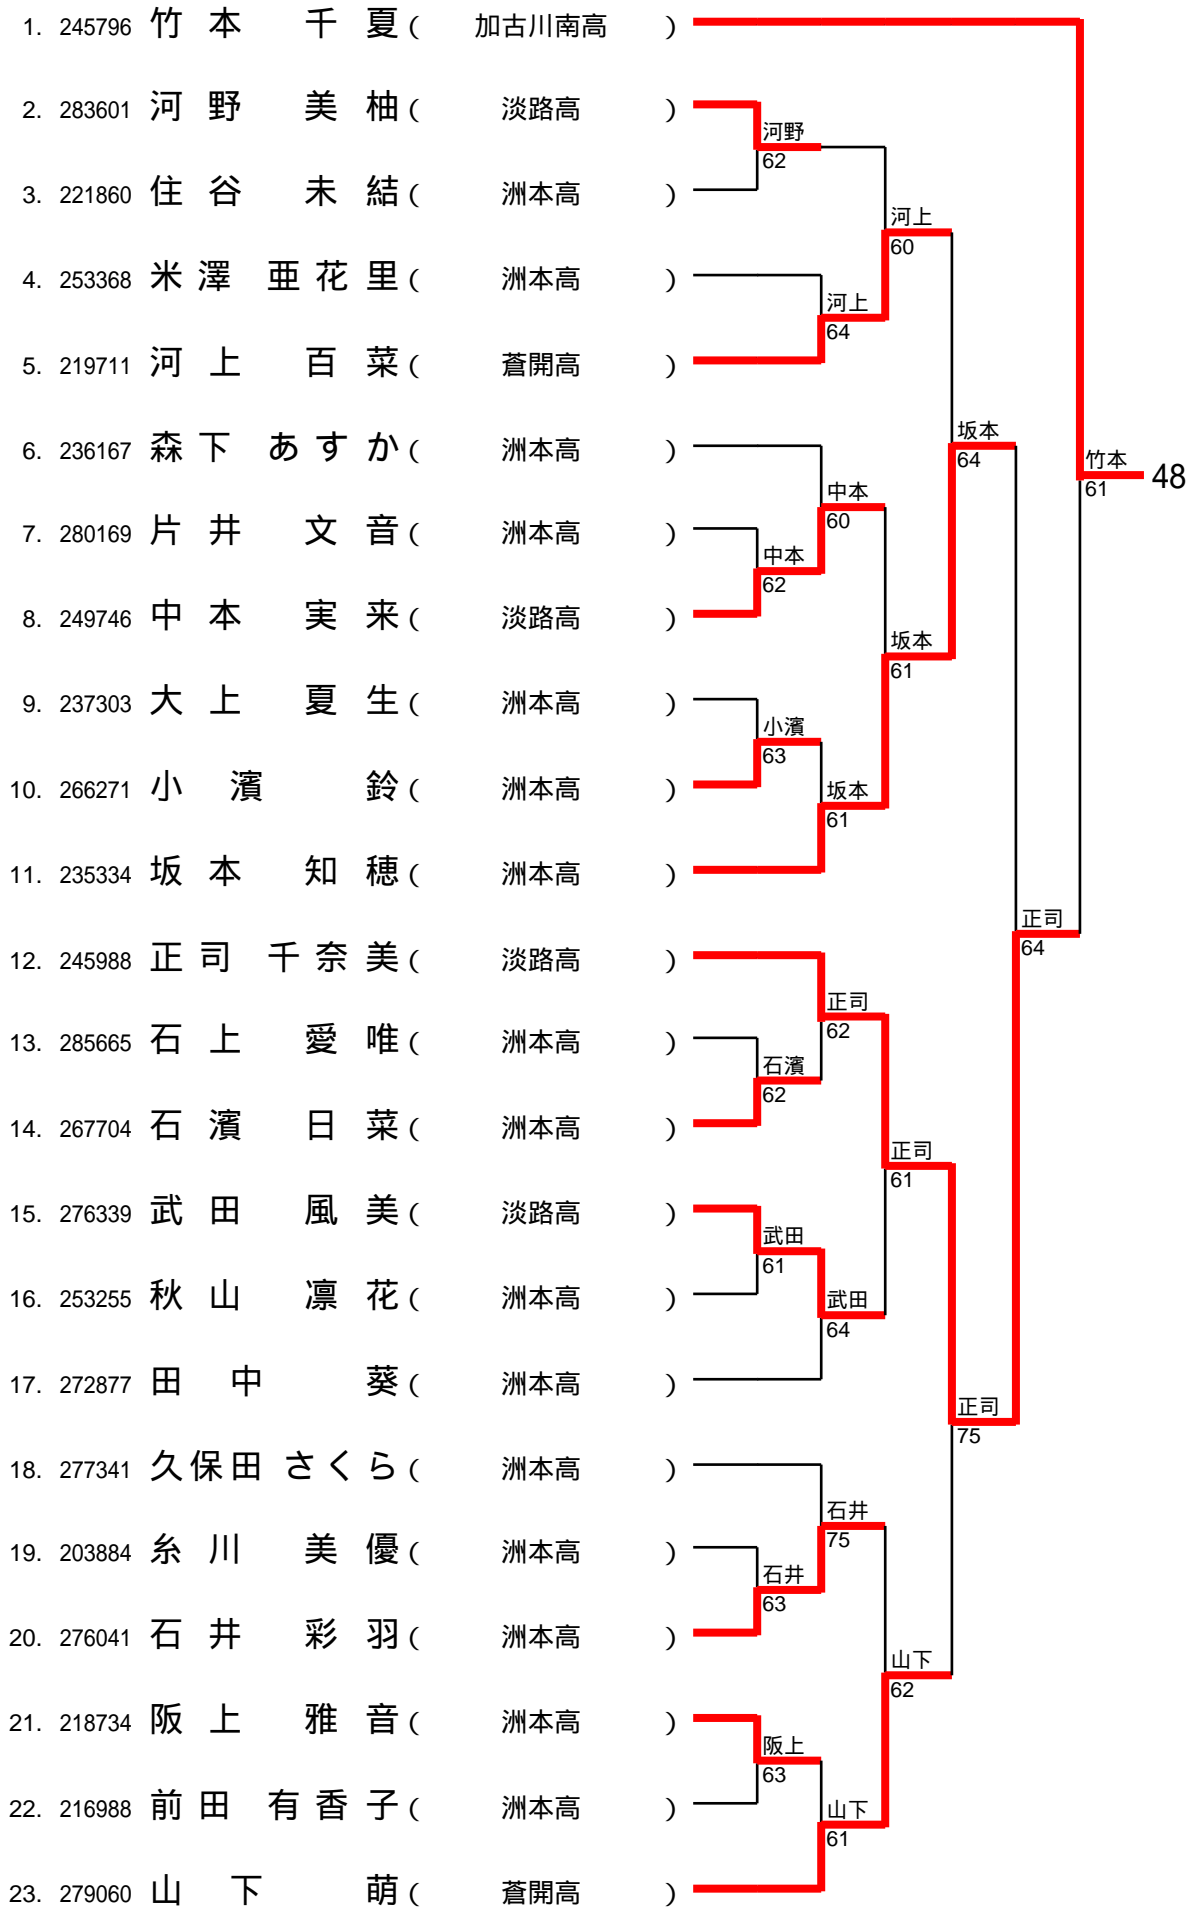 1. 245796 竹本 千夏 ( 加古川南高 )
2. 283601 河野 美柚 ( 淡路高 )
河野
62
3. 221860 住谷 未結 ( 洲本高 )
河上
60
4. 253368 米澤 亜花里 ( 洲本高 )
河上
64
5. 219711 河上 百菜 ( 蒼開高 )
6. 236167 森下 あすか ( 洲本高 )
坂本
64
竹本
61
48
中本
60
7. 280169 片井 文音 ( 洲本高 )
中本
62
8. 249746 中本 実来 ( 淡路高 )
坂本
61
9. 237303 大上 夏生 ( 洲本高 )
小濱
63
10. 266271 小濱 鈴 ( 洲本高 )
坂本
61
11. 235334 坂本 知穂 ( 洲本高 )
正司
64
12. 245988 正司 千奈美 ( 淡路高 )
正司
62
13. 285665 石上 愛唯 ( 洲本高 )
石濱
62
14. 267704 石濱 日菜 ( 洲本高 )
正司
61
15. 276339 武田 風美 ( 淡路高 )
武田
61
16. 253255 秋山 凛花 ( 洲本高 )
武田
64
17. 272877 田中 葵 ( 洲本高 )
正司
75
18. 277341 久保田 さくら ( 洲本高 )
石井
75
19. 203884 糸川 美優 ( 洲本高 )
石井
63
20. 276041 石井 彩羽 ( 洲本高 )
山下
62
21. 218734 阪上 雅音 ( 洲本高 )
阪上
63
22. 216988 前田 有香子 ( 洲本高 )
山下
61
23. 279060 山下 萌 ( 蒼開高 )